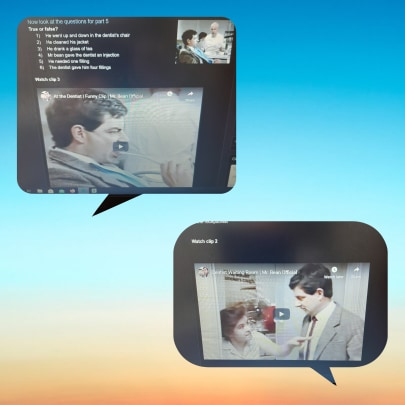 Now look at the questions for part 5
True or false?
1) He went up and down in the dentist's chair
2) He cleaned his jacket
3) He drank a glass of tea
4) Mr bean gave the dentist an injection
5) He needed one filling
6) The dentist gave him four fillings
Watch clip 3
At the Dentist | Funny Clip | Mr. Bean Official
Watch clip 2
Dentist Waiting Room | Mr. Bean Official